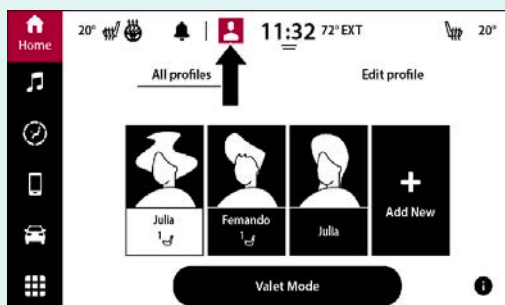 Home
20° 11:32 72° EXT 20°
All profiles Edit profile
Julia
1
Fernando
1
Julia
Add New
Valet Mode